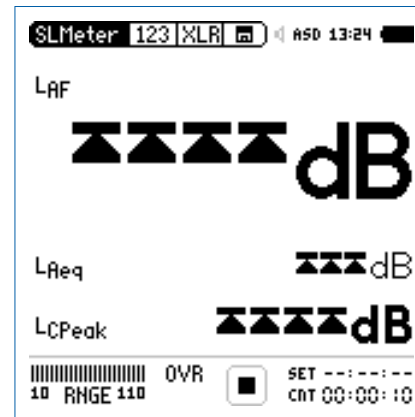 SLMeter 123 XLR ASD 13:24
LAF
dB
LAeq dB
LCPeak dB
OVR SET --:--:--
10 RNGE 110 CNT 00:00:10